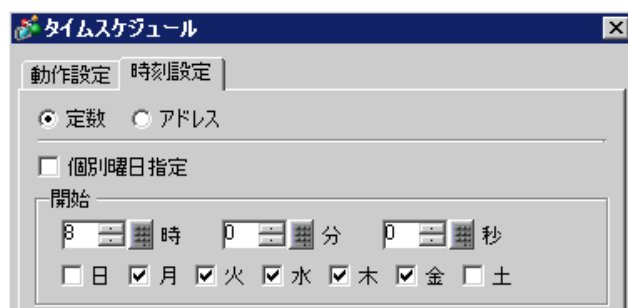 タイムスケジュール
動作設定 時刻設定
定数 アドレス
個別曜日指定
開始
8 時 0 分 0 秒
日 月 火 水 木 金 土